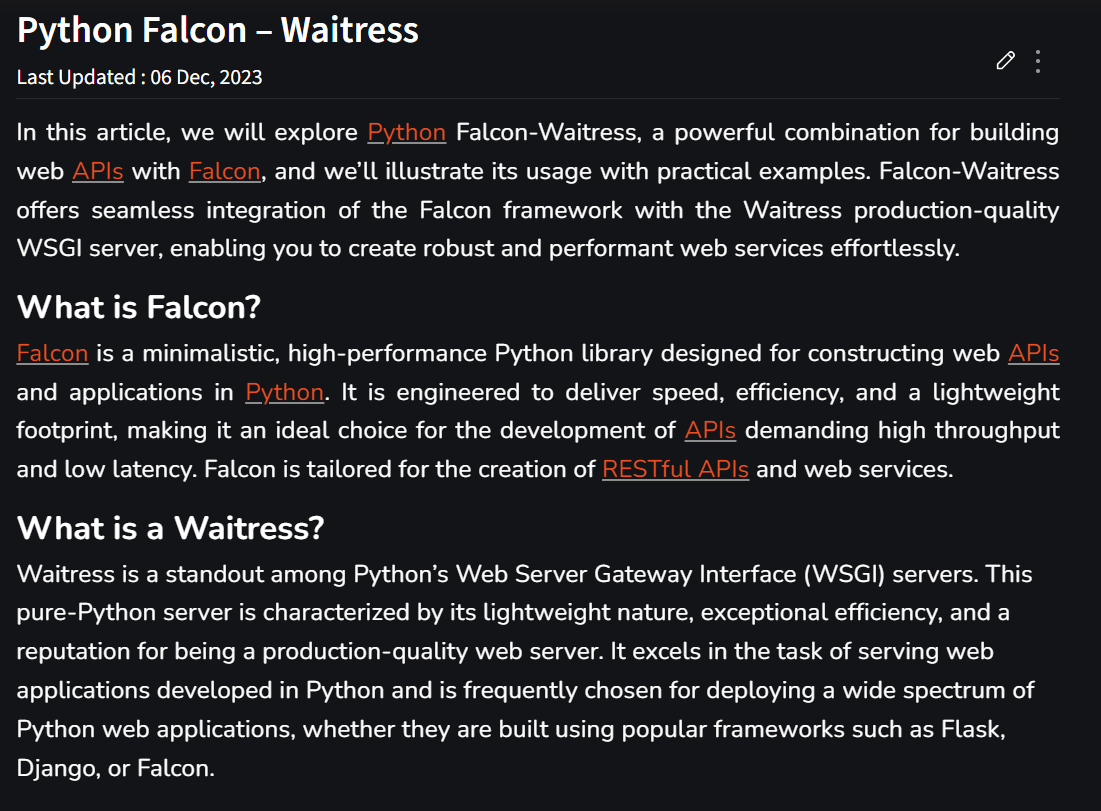 Python Falcon – Waitress
Last Updated : 06 Dec, 2023
In this article, we will explore Python Falcon-Waitress, a powerful combination for building
web APIs with Falcon, and we’ll illustrate its usage with practical examples. Falcon-Waitress
offers seamless integration of the Falcon framework with the Waitress production-quality
WSGI server, enabling you to create robust and performant web services effortlessly.
What is Falcon?
Falcon is a minimalistic, high-performance Python library designed for constructing web APIs
and applications in Python. It is engineered to deliver speed, efficiency, and a lightweight
footprint, making it an ideal choice for the development of APIs demanding high throughput
and low latency. Falcon is tailored for the creation of RESTful APIs and web services.
What is a Waitress?
Waitress is a standout among Python’s Web Server Gateway Interface (WSGI) servers. This
pure-Python server is characterized by its lightweight nature, exceptional efficiency, and a
reputation for being a production-quality web server. It excels in the task of serving web
applications developed in Python and is frequently chosen for deploying a wide spectrum of
Python web applications, whether they are built using popular frameworks such as Flask,
Django, or Falcon.